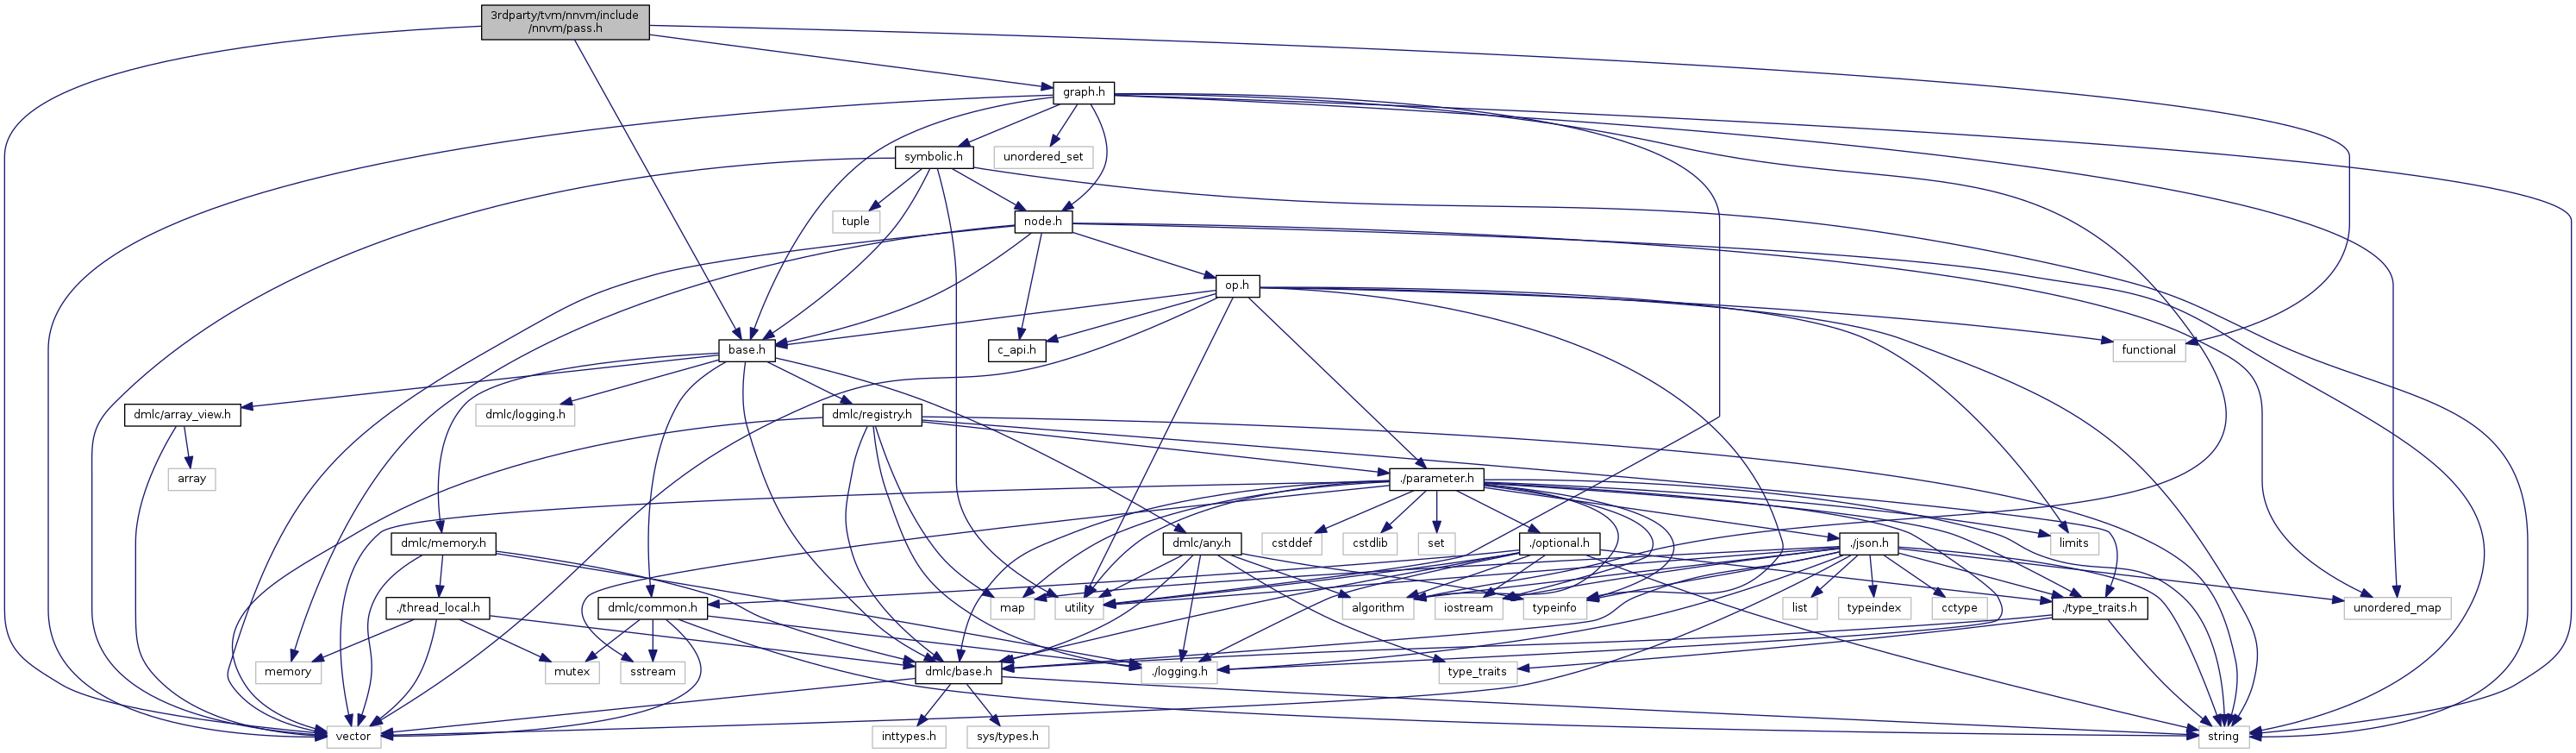 3rdparty/tvm/nnvm/include
/nnvm/pass.h
graph.h
symbolic.h
unordered_set
tuple
node.h
op.h
base.h
c_api.h
functional
dmlc/array_view.h
dmlc/logging.h
dmlc/registry.h
array
./parameter.h
dmlc/memory.h
dmlc/any.h
cstddef
cstdlib
set
./optional.h
./json.h
limits
./thread_local.h
dmlc/common.h
map
utility
algorithm
iostream
typeinfo
list
typeindex
cctype
./type_traits.h
unordered_map
memory
mutex
sstream
dmlc/base.h
./logging.h
type_traits
vector
inttypes.h
sys/types.h
string